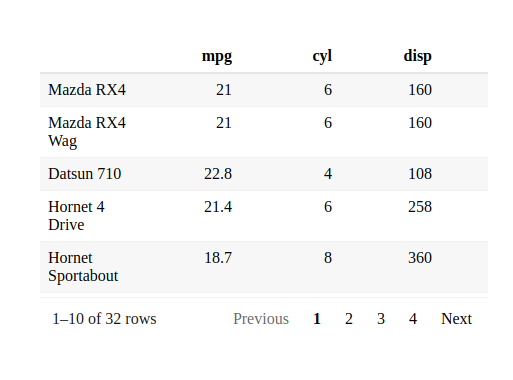 mpg cyl disp
Mazda RX4 21 6 160
Mazda RX4 21 6 160
Wag
Datsun 710 22.8 4 108
Hornet 4 21.4 6 258
Drive
Hornet 18.7 8 360
Sportabout
1–10 of 32 rows Previous 1 2 3 4 Next